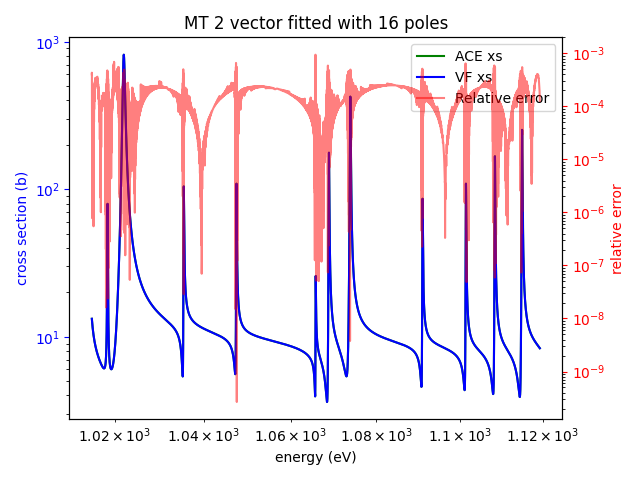 MT 2 vector fitted with 16 poles
10³
10²
10¹
cross section (b)
ACE xs
VF xs
Relative error
10⁻³
10⁻⁴
10⁻⁵
10⁻⁶
10⁻⁷
10⁻⁸
10⁻⁹
relative error
1.02 × 10³ 1.04 × 10³ 1.06 × 10³ 1.08 × 10³ 1.1 × 10³ 1.12 × 10³
energy (eV)